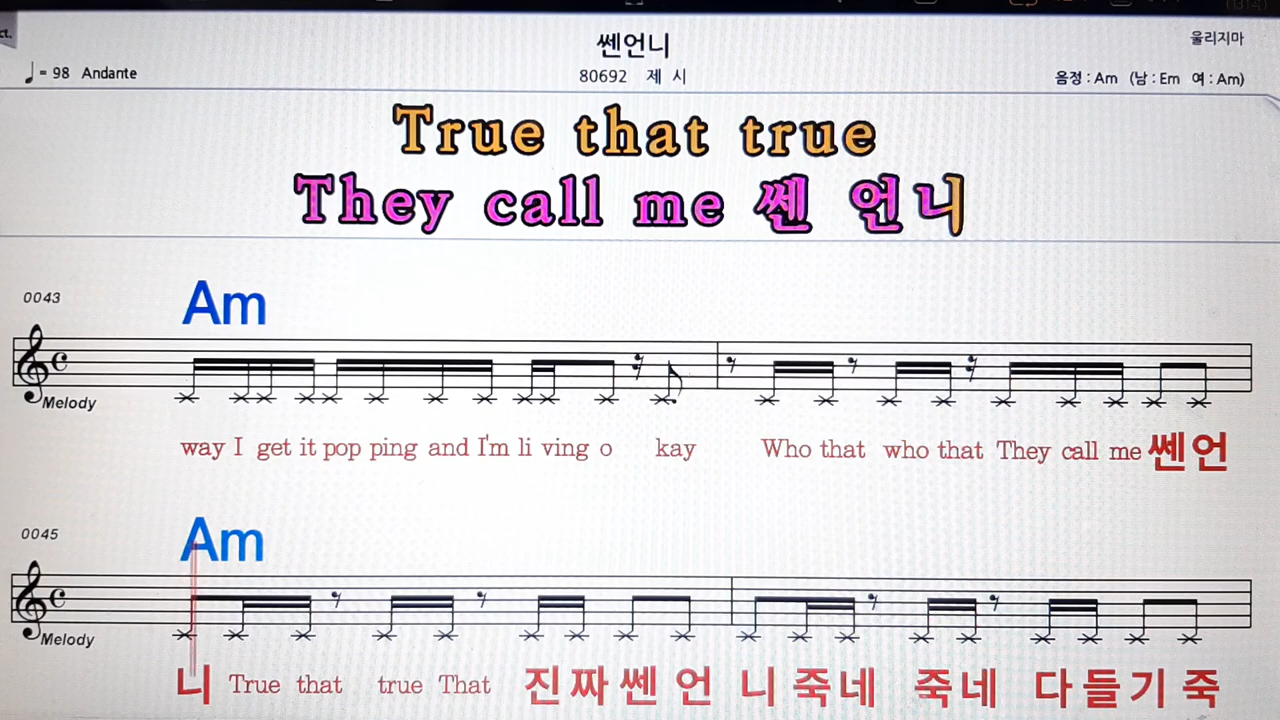 ct.
쎈언니
울리지마
♩= 98 Andante
80692 제 시
음정 : Am (남 : Em 여 : Am)
True that true
They call me 쎈 언니
0043
Am
Melody
way I get it pop ping and I'm li ving o kay Who that who that They call me 쎈 언
0045
Am
Melody
니 True that true That 진 짜 쎈 언 니 죽 네 죽 네 다 들 기 죽